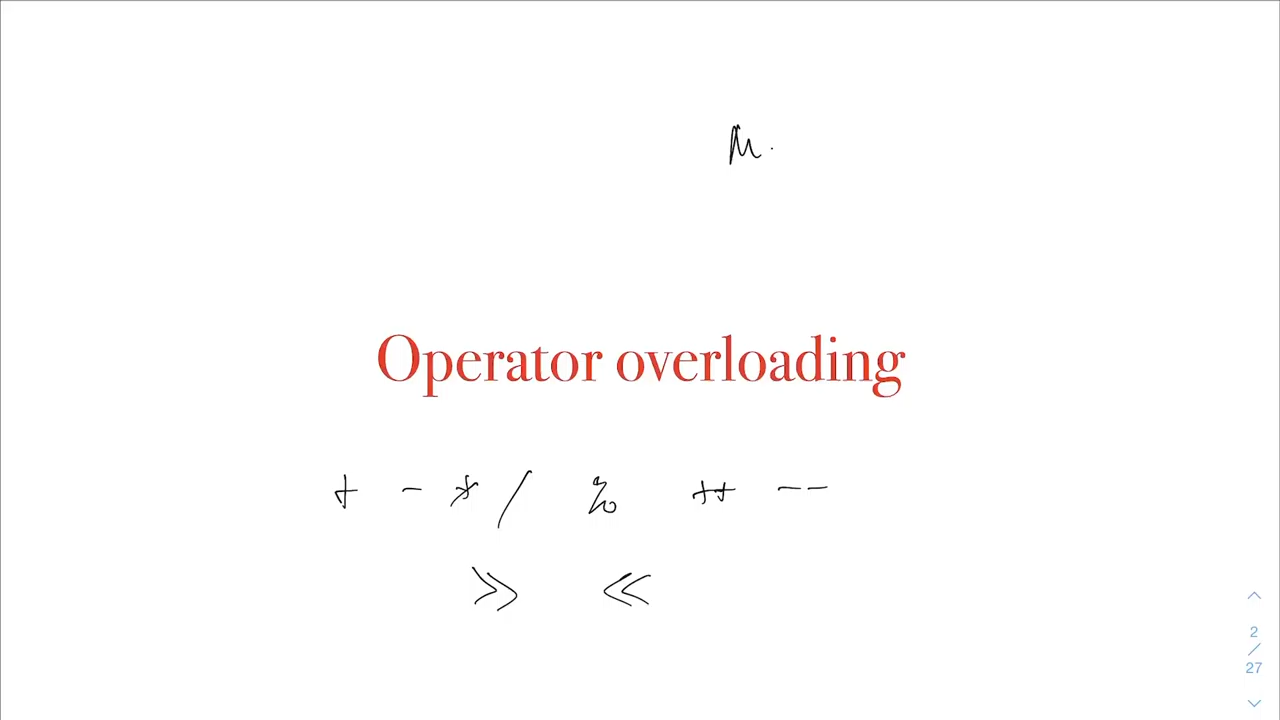 M.
Operator overloading
+ - * / % ++ --
>> <<
2
/
27